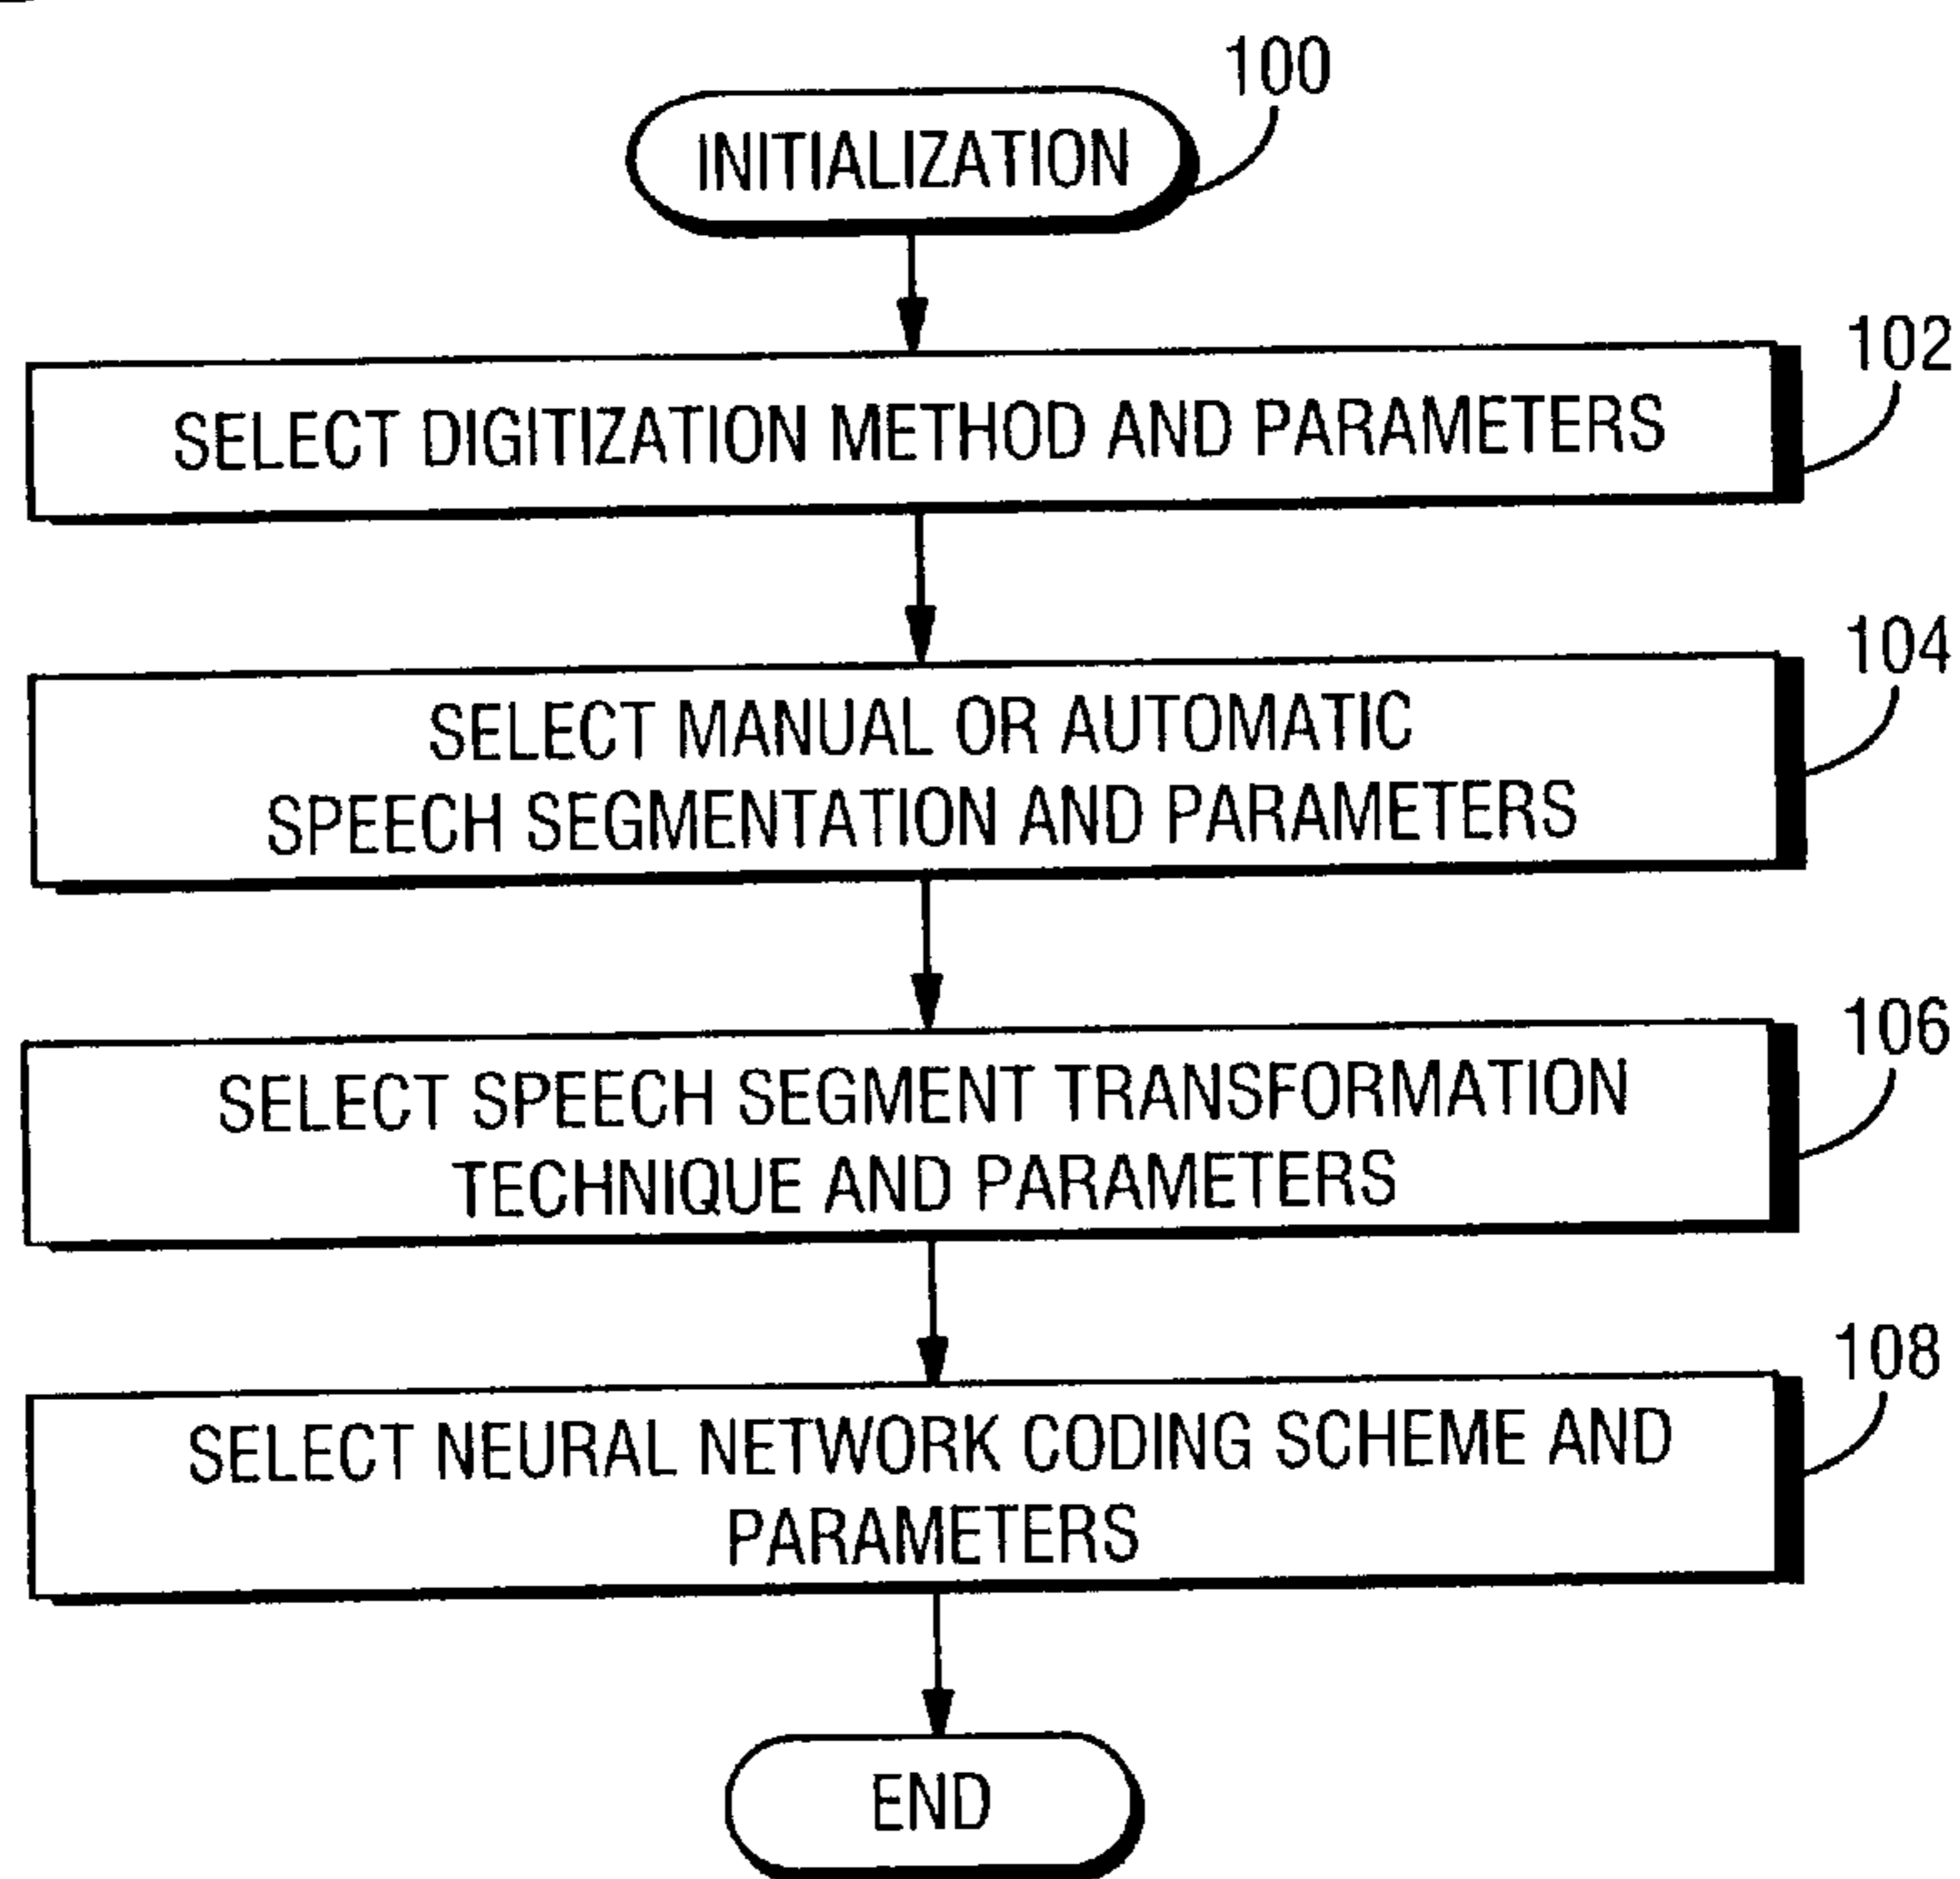 100
INITIALIZATION
102
SELECT DIGITIZATION METHOD AND PARAMETERS
104
SELECT MANUAL OR AUTOMATIC
SPEECH SEGMENTATION AND PARAMETERS
106
SELECT SPEECH SEGMENT TRANSFORMATION
TECHNIQUE AND PARAMETERS
108
SELECT NEURAL NETWORK CODING SCHEME AND
PARAMETERS
END